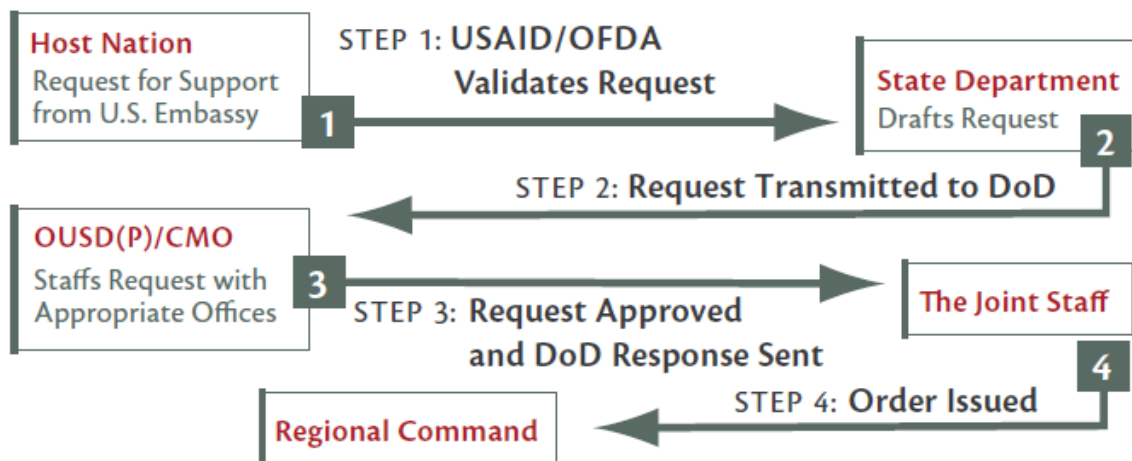 Host Nation
Request for Support
from U.S. Embassy
1
STEP 1: USAID/OFDA
Validates Request
State Department
Drafts Request
2
STEP 2: Request Transmitted to DoD
OUSD(P)/CMO
Staffs Request with
Appropriate Offices
3
STEP 3: Request Approved
and DoD Response Sent
The Joint Staff
4
STEP 4: Order Issued
Regional Command